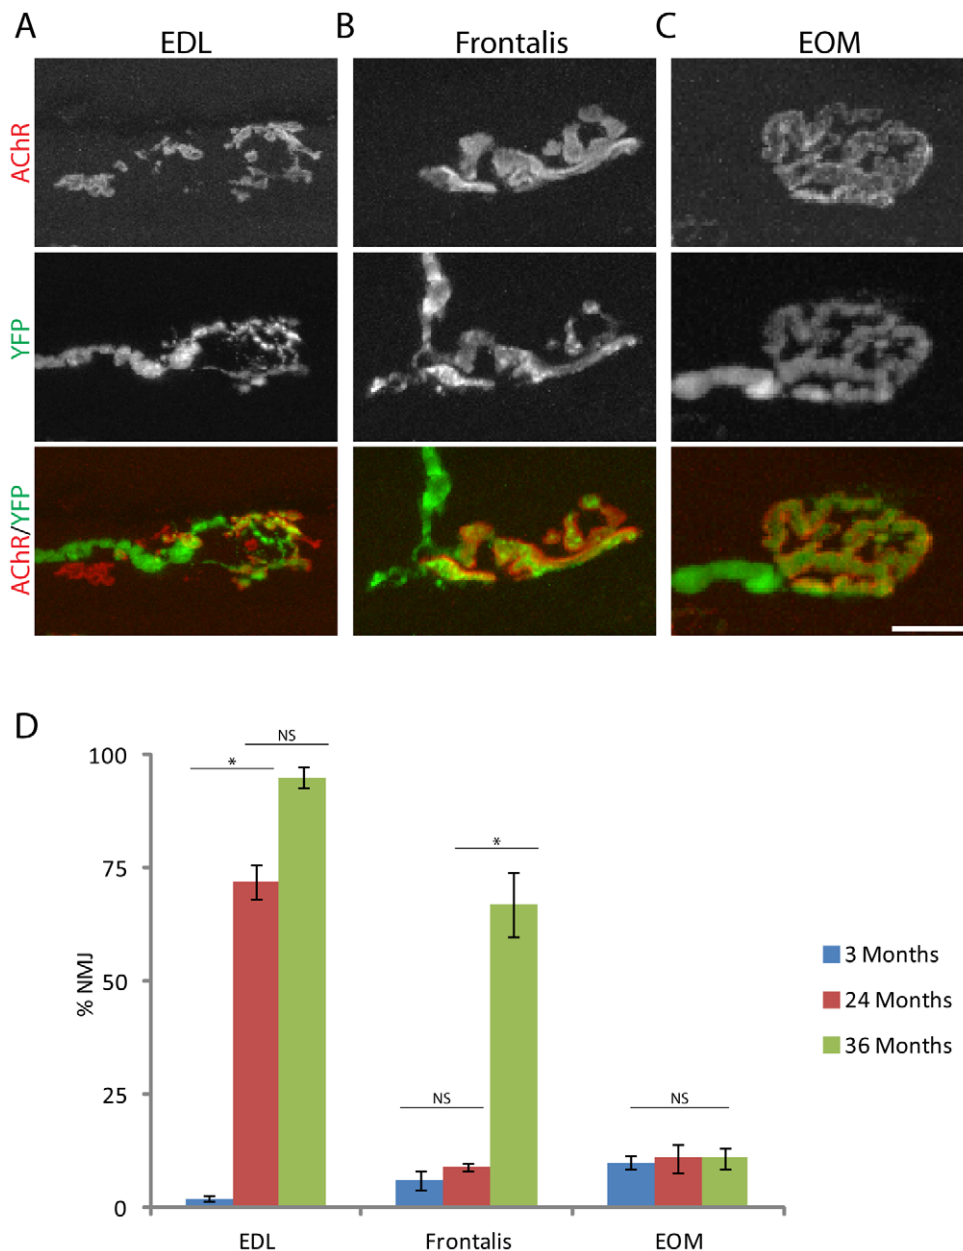 A
EDL
B
Frontalis
C
EOM
AChR
YFP
AChR/YFP
D
NS
*
*
NS
NS
100
75
50
25
0
% NMJ
EDL
Frontalis
EOM
3 Months
24 Months
36 Months